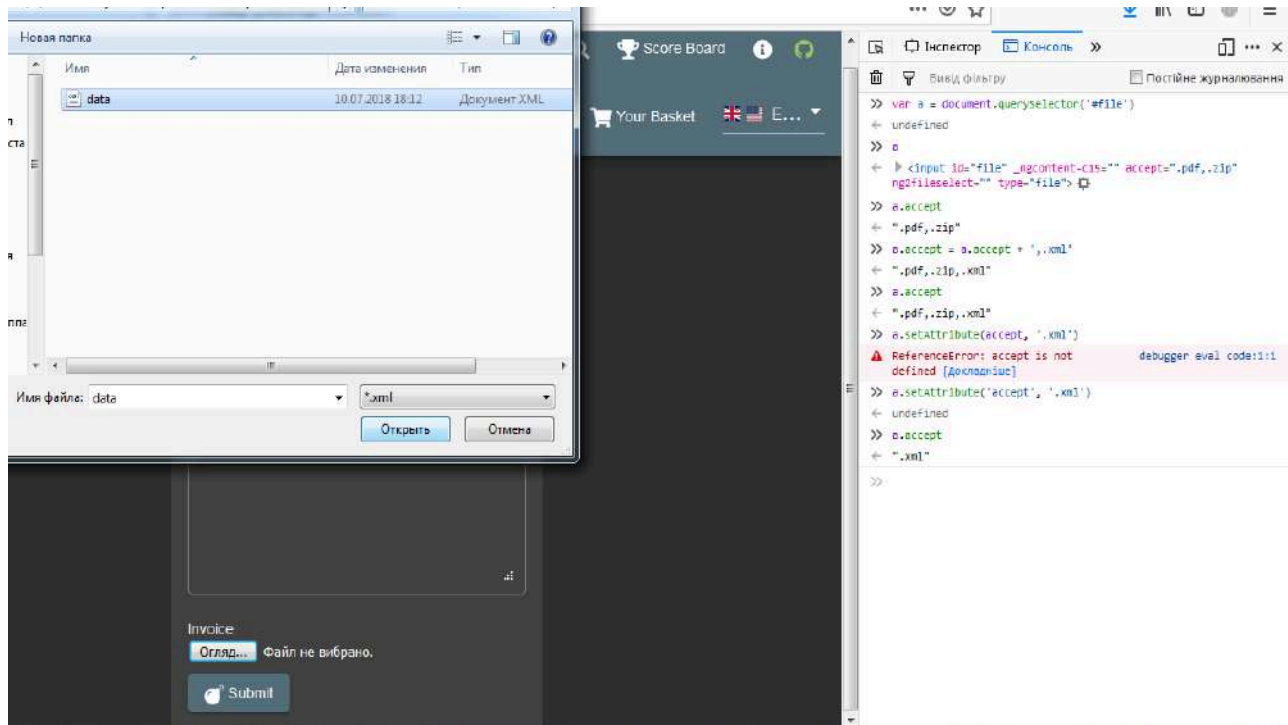 Новая папка
Имя
Дата изменения
Тип
data
10.07.2018 18:12
Документ XML
Имя файла: data
*.xml
Открыть
Отмена
Score Board
Your Basket
E...
Invoice
Огляд...
Файл не вибрано.
Submit
Інспектор
Консоль
Вивід фільтру
Постійне журналювання
>> var a = document.querySelector('#file')
← undefined
>> a
← <input id="file" _ngcontent-c15="" accept=".pdf,.zip"
ng2fileselect="" type="file">
>> a.accept
← ".pdf,.zip"
>> a.accept = a.accept + ',.xml'
← ".pdf,.zip,.xml"
>> a.accept
← ".pdf,.zip,.xml"
>> a.setAttribute(accept, '.xml')
ReferenceError: accept is not
defined [Докладніше]
debugger eval code:1:1
>> a.setAttribute('accept', '.xml')
← undefined
>> a.accept
← ".xml"
>>